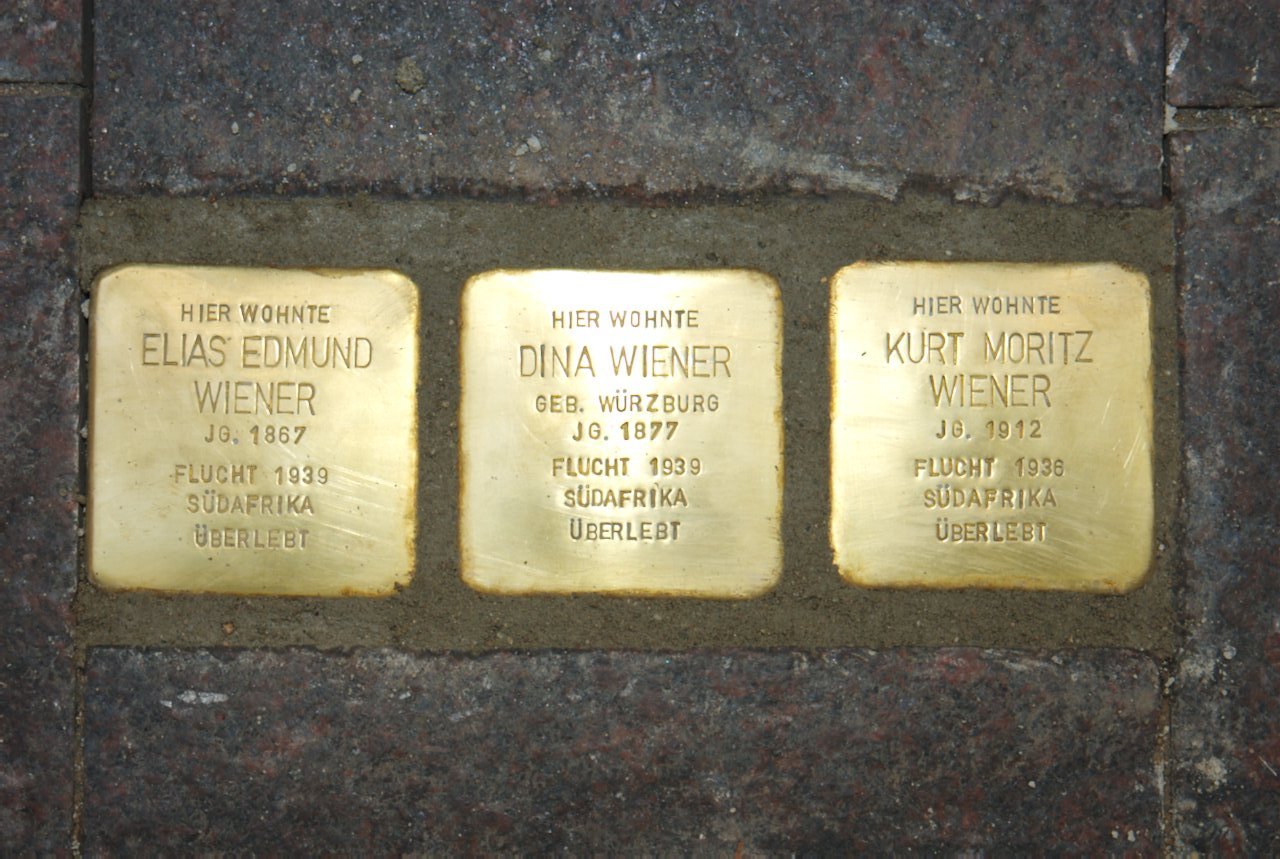 HIER WOHNTE
ELIAS EDMUND
WIENER
JG. 1867
FLUCHT 1939
SÜDAFRIKA
ÜBERLEBT
HIER WOHNTE
DINA WIENER
GEB. WÜRZBURG
JG. 1877
FLUCHT 1939
SÜDAFRIKA
ÜBERLEBT
HIER WOHNTE
KURT MORITZ
WIENER
JG. 1912
FLUCHT 1936
SÜDAFRIKA
ÜBERLEBT